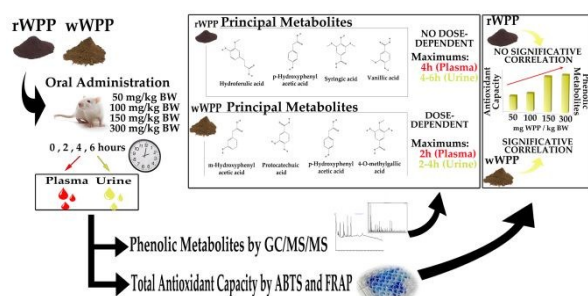 rWPP wWPP
Oral Administration
50 mg/kg BW
100 mg/kg BW
150 mg/kg BW
300 mg/kg BW
0, 2, 4, 6 hours
Plasma Urine
rWPP Principal Metabolites
Hydroferulic acid
p-Hydroxyphenyl
acetic acid
Syringic acid
Vanillic acid
NO DOSE-
DEPENDENT
Maximums:
4h (Plasma)
4-6h (Urine)
wWPP Principal Metabolites
m-Hydroxyphenyl
acetic acid
Protocatechuic
acid
p-Hydroxyphenyl
acetic acid
4-O-methylgallic
acid
DOSE-
DEPENDENT
Maximums:
2h (Plasma)
2-4h (Urine)
rWPP
NO SIGNIFICATIVE
CORRELATION
Antioxidant
Capacity
Phenolic
Metabolites
50 100 150 300
mg WPP / kg BW
SIGNIFICATIVE
CORRELATION
wWPP
Phenolic Metabolites by GC/MS/MS
Total Antioxidant Capacity by ABTS and FRAP